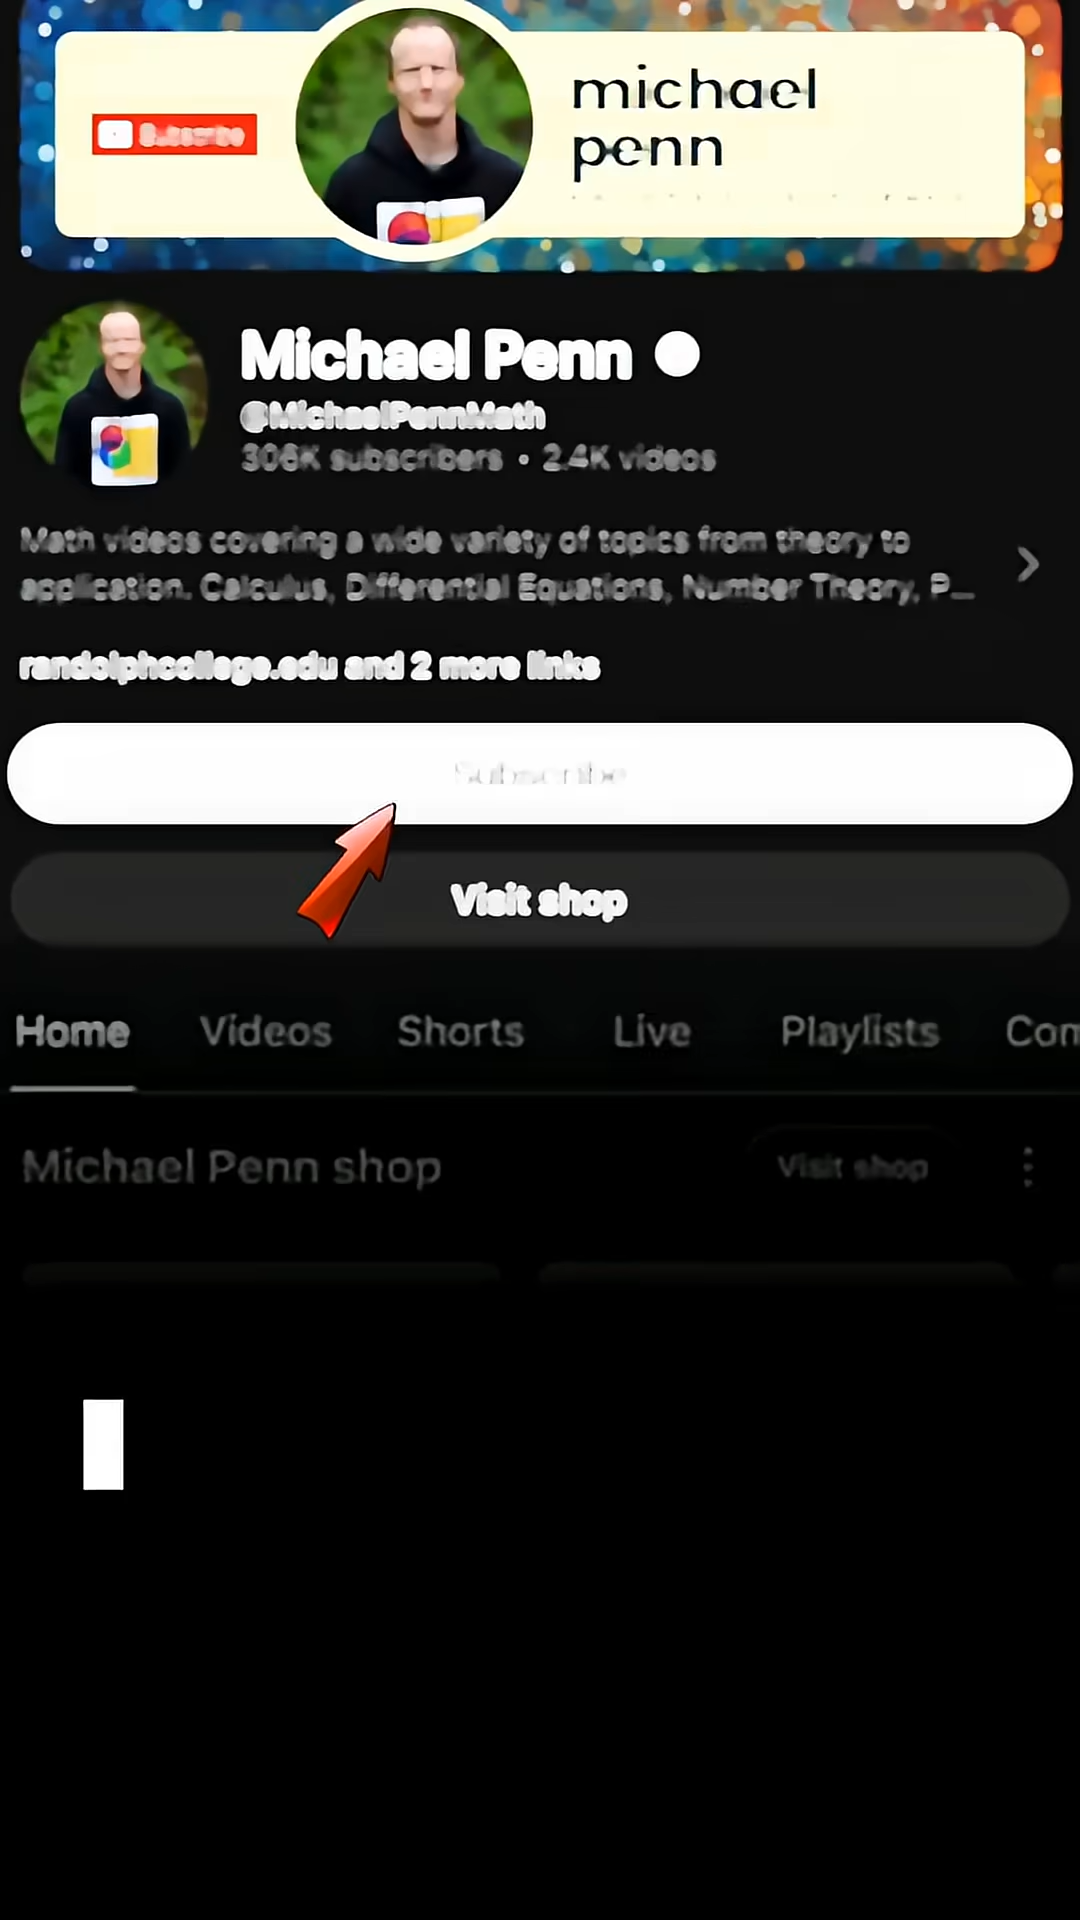 Subscribe
michael
penn
Michael Penn
@MichaelPennMath
306K subscribers • 2.4K videos
Math videos covering a wide variety of topics from theory to
application. Calculus, Differential Equations, Number Theory, P...
randolphcollege.edu and 2 more links
Subscribe
Visit shop
Home Videos Shorts Live Playlists Com
Michael Penn shop Visit shop